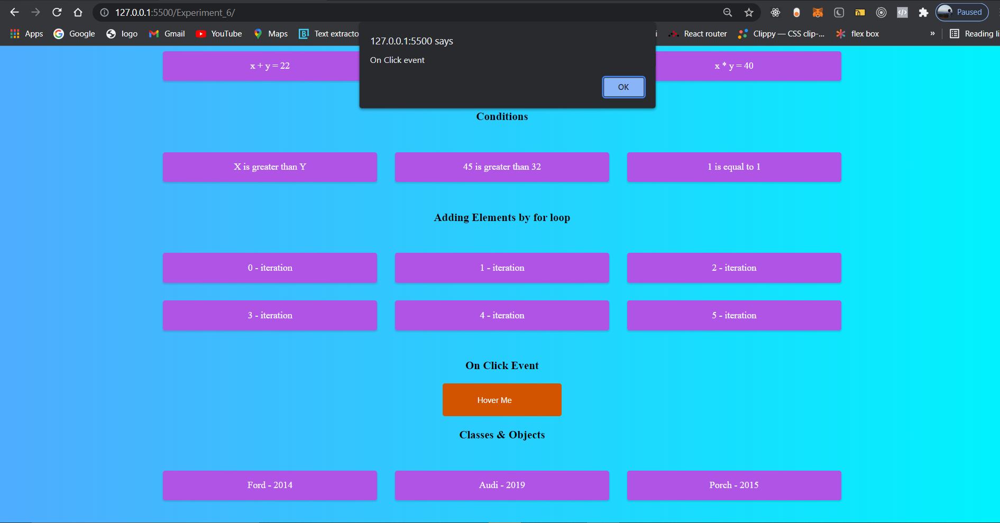 127.0.0.1:5500/Experiment_6/
Paused
Apps
Google
logo
Gmail
YouTube
Maps
Text extracto
i
React router
Clippy — CSS clip-...
flex box
»
Reading li
127.0.0.1:5500 says
On Click event
OK
x + y = 22
x * y = 40
Conditions
X is greater than Y
45 is greater than 32
1 is equal to 1
Adding Elements by for loop
0 - iteration
1 - iteration
2 - iteration
3 - iteration
4 - iteration
5 - iteration
On Click Event
Hover Me
Classes & Objects
Ford - 2014
Audi - 2019
Porch - 2015